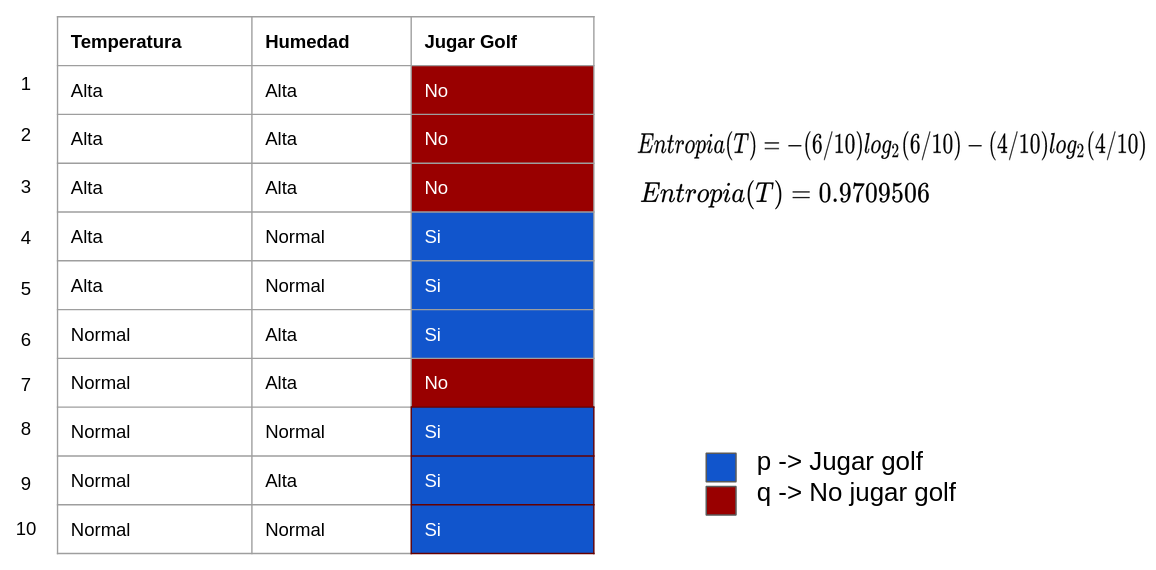 Temperatura Humedad Jugar Golf
1 Alta Alta No
2 Alta Alta No
3 Alta Alta No
4 Alta Normal Si
5 Alta Normal Si
6 Normal Alta Si
7 Normal Alta No
8 Normal Normal Si
9 Normal Alta Si
10 Normal Normal Si
Entropia(T) = −(6/10)log₂(6/10) − (4/10)log₂(4/10)
Entropia(T) = 0.9709506
p -> Jugar golf
q -> No jugar golf